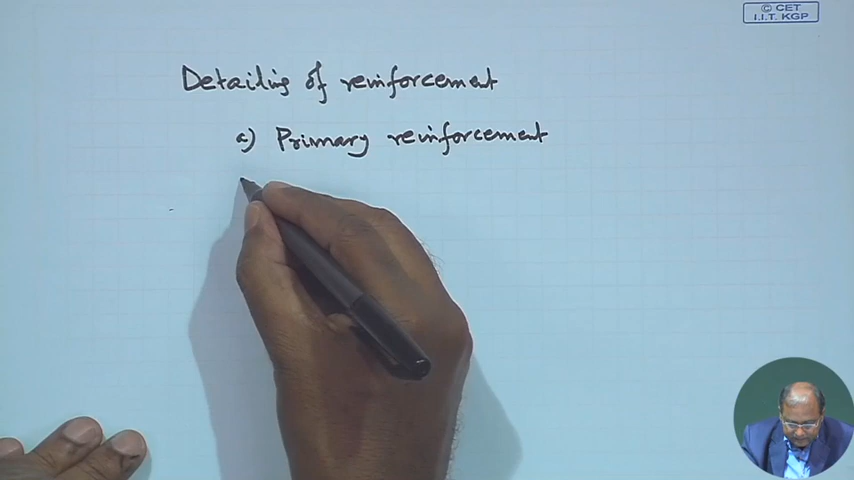 © CET
I.I.T. KGP
Detailing of reinforcement
a) Primary reinforcement